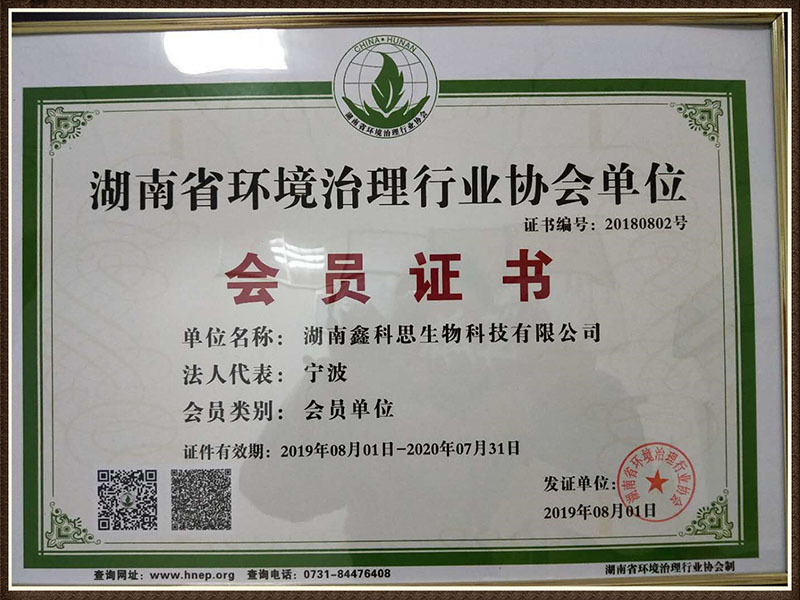 CHINA·HUNAN
湖南省环境治理行业协会
湖南省环境治理行业协会单位
证书编号：20180802号
会员证书
单位名称：湖南鑫科思生物科技有限公司
法人代表：宁波
会员类别：会员单位
证件有效期：2019年08月01日-2020年07月31日
发证单位：
湖南省环境治理行业协会
2019年08月01日
查询网址：www.hnep.org 查询电话：0731-84476408
湖南省环境治理行业协会制